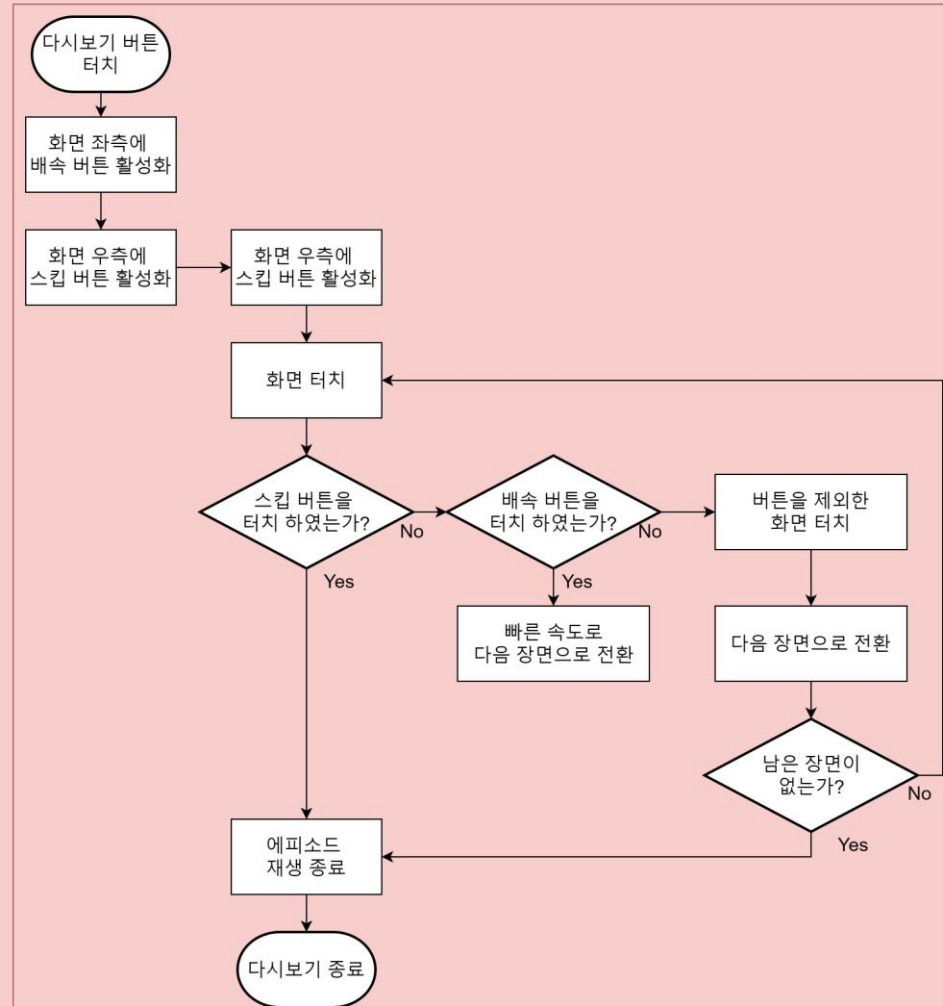 다시보기 버튼
터치
화면 좌측에
배속 버튼 활성화
화면 우측에
스킵 버튼 활성화
화면 우측에
스킵 버튼 활성화
화면 터치
스킵 버튼을
터치 하였는가?
No
Yes
배속 버튼을
터치 하였는가?
No
Yes
버튼을 제외한
화면 터치
빠른 속도로
다음 장면으로 전환
다음 장면으로 전환
남은 장면이
없는가?
No
Yes
에피소드
재생 종료
다시보기 종료